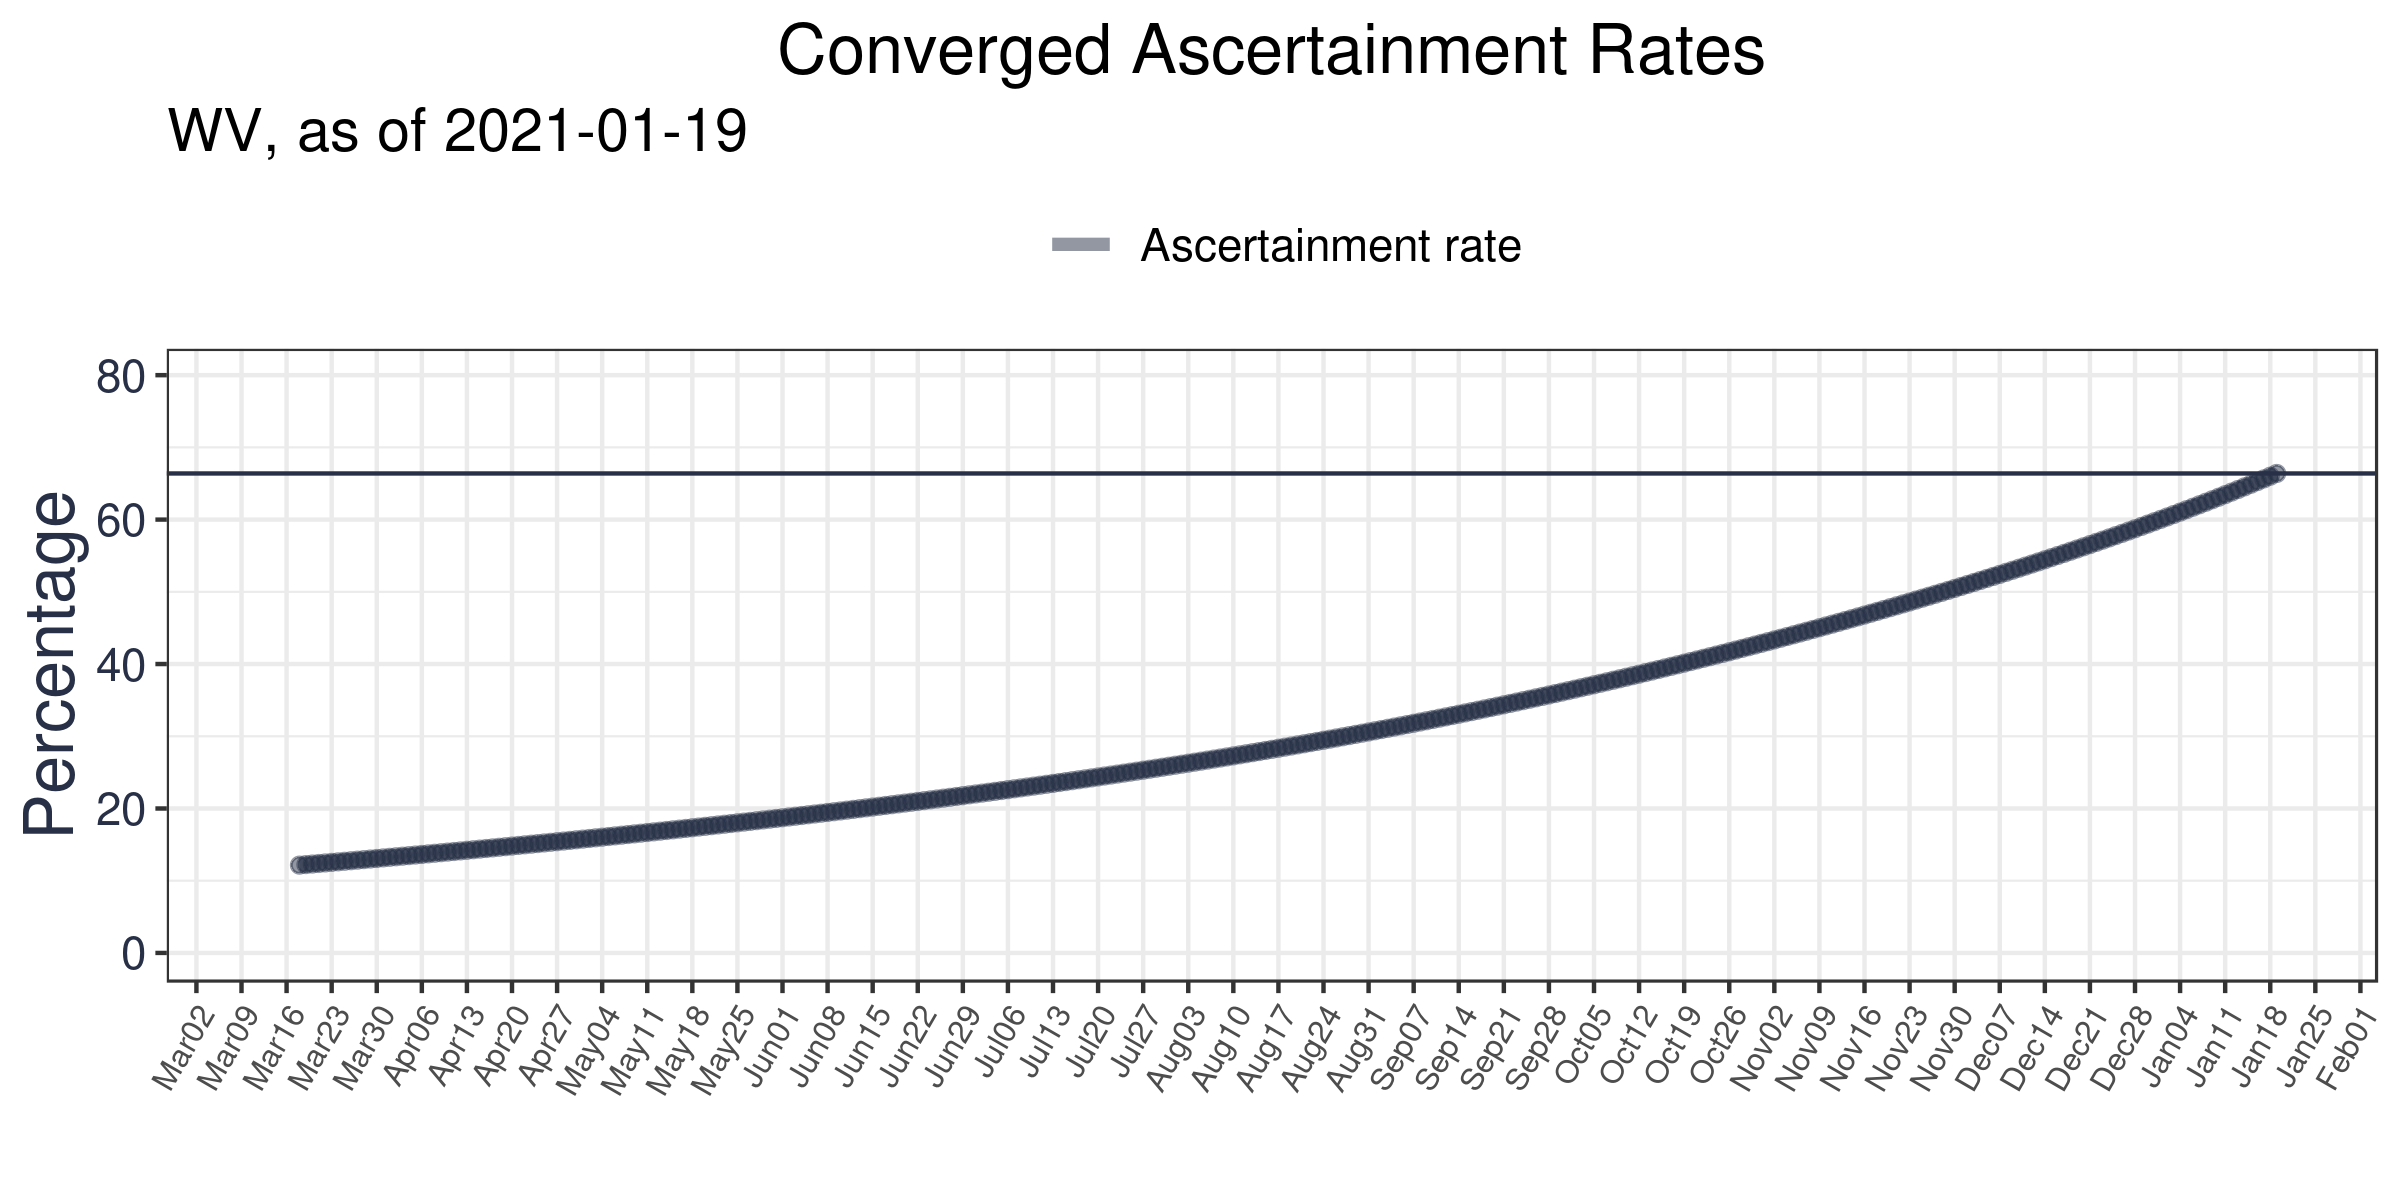 Converged Ascertainment Rates
WV, as of 2021-01-19
Ascertainment rate
Percentage
80
60
40
20
0
Mar02
Mar09
Mar16
Mar23
Mar30
Apr06
Apr13
Apr20
Apr27
May04
May11
May18
May25
Jun01
Jun08
Jun15
Jun22
Jun29
Jul06
Jul13
Jul20
Jul27
Aug03
Aug10
Aug17
Aug24
Aug31
Sep07
Sep14
Sep21
Sep28
Oct05
Oct12
Oct19
Oct26
Nov02
Nov09
Nov16
Nov23
Nov30
Dec07
Dec14
Dec21
Dec28
Jan04
Jan11
Jan18
Jan25
Feb01